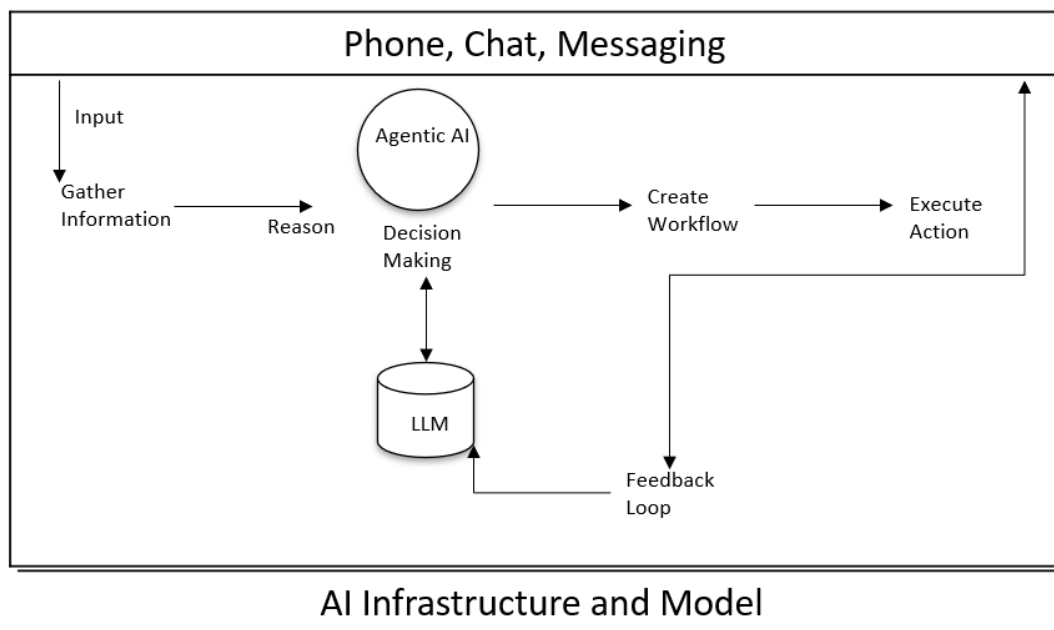 Phone, Chat, Messaging
Input
Agentic AI
Gather
Information
Reason
Decision
Making
Create
Workflow
Execute
Action
LLM
Feedback
Loop
AI Infrastructure and Model